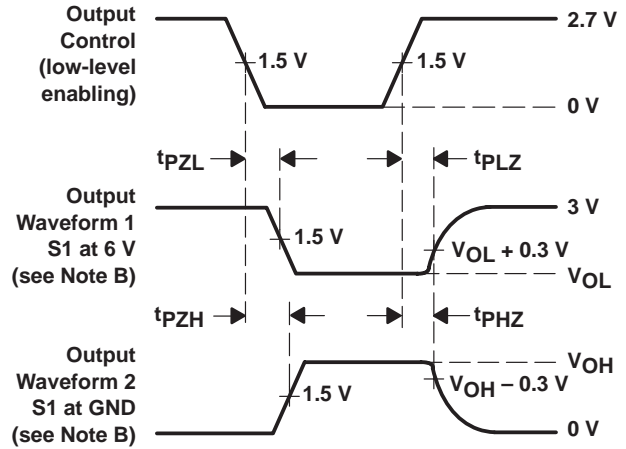 Output
Control
(low-level
enabling)
2.7 V
1.5 V
1.5 V
0 V
tPZL
tPLZ
Output
Waveform 1
S1 at 6 V
(see Note B)
3 V
1.5 V
VOL + 0.3 V
VOL
tPZH
tPHZ
Output
Waveform 2
S1 at GND
(see Note B)
VOH
VOH – 0.3 V
1.5 V
0 V